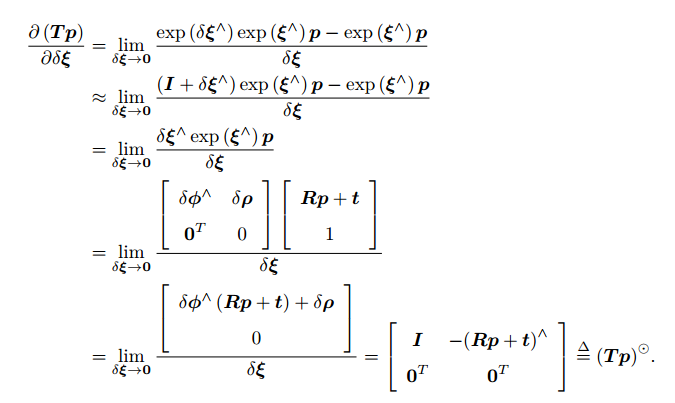 \frac{\partial (\boldsymbol{Tp})}{\partial \delta \boldsymbol{\xi}} = \lim_{\delta \boldsymbol{\xi} \to \boldsymbol{0}} \frac{\exp(\delta \boldsymbol{\xi}^{\wedge}) \exp(\boldsymbol{\xi}^{\wedge}) \boldsymbol{p} - \exp(\boldsymbol{\xi}^{\wedge}) \boldsymbol{p}}{\delta \boldsymbol{\xi}}
\approx \lim_{\delta \boldsymbol{\xi} \to \boldsymbol{0}} \frac{(\boldsymbol{I} + \delta \boldsymbol{\xi}^{\wedge}) \exp(\boldsymbol{\xi}^{\wedge}) \boldsymbol{p} - \exp(\boldsymbol{\xi}^{\wedge}) \boldsymbol{p}}{\delta \boldsymbol{\xi}}
= \lim_{\delta \boldsymbol{\xi} \to \boldsymbol{0}} \frac{\delta \boldsymbol{\xi}^{\wedge} \exp(\boldsymbol{\xi}^{\wedge}) \boldsymbol{p}}{\delta \boldsymbol{\xi}}
= \lim_{\delta \boldsymbol{\xi} \to \boldsymbol{0}} \frac{\begin{bmatrix} \delta \boldsymbol{\phi}^{\wedge} & \delta \boldsymbol{\rho} \\ \boldsymbol{0}^T & 0 \end{bmatrix} \begin{bmatrix} \boldsymbol{Rp} + \boldsymbol{t} \\ 1 \end{bmatrix}}{\delta \boldsymbol{\xi}}
= \lim_{\delta \boldsymbol{\xi} \to \boldsymbol{0}} \frac{\begin{bmatrix} \delta \boldsymbol{\phi}^{\wedge} (\boldsymbol{Rp} + \boldsymbol{t}) + \delta \boldsymbol{\rho} \\ 0 \end{bmatrix}}{\delta \boldsymbol{\xi}} = \begin{bmatrix} \boldsymbol{I} & -(\boldsymbol{Rp} + \boldsymbol{t})^{\wedge} \\ \boldsymbol{0}^T & \boldsymbol{0}^T \end{bmatrix} \overset{\Delta}{=} (\boldsymbol{Tp})^{\odot}.